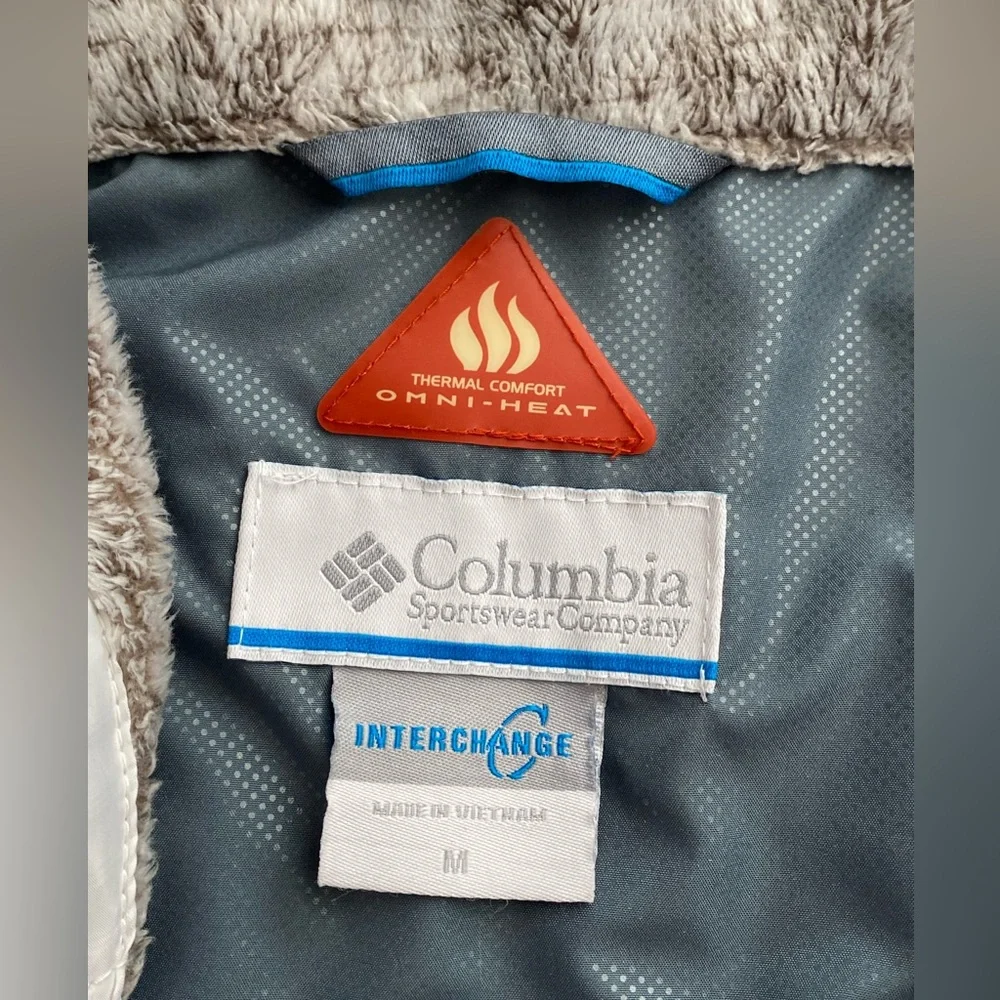 THERMAL COMFORT
OMNI-HEAT
Columbia
Sportswear Company
INTERCHANGE
MADE IN VIETNAM
M